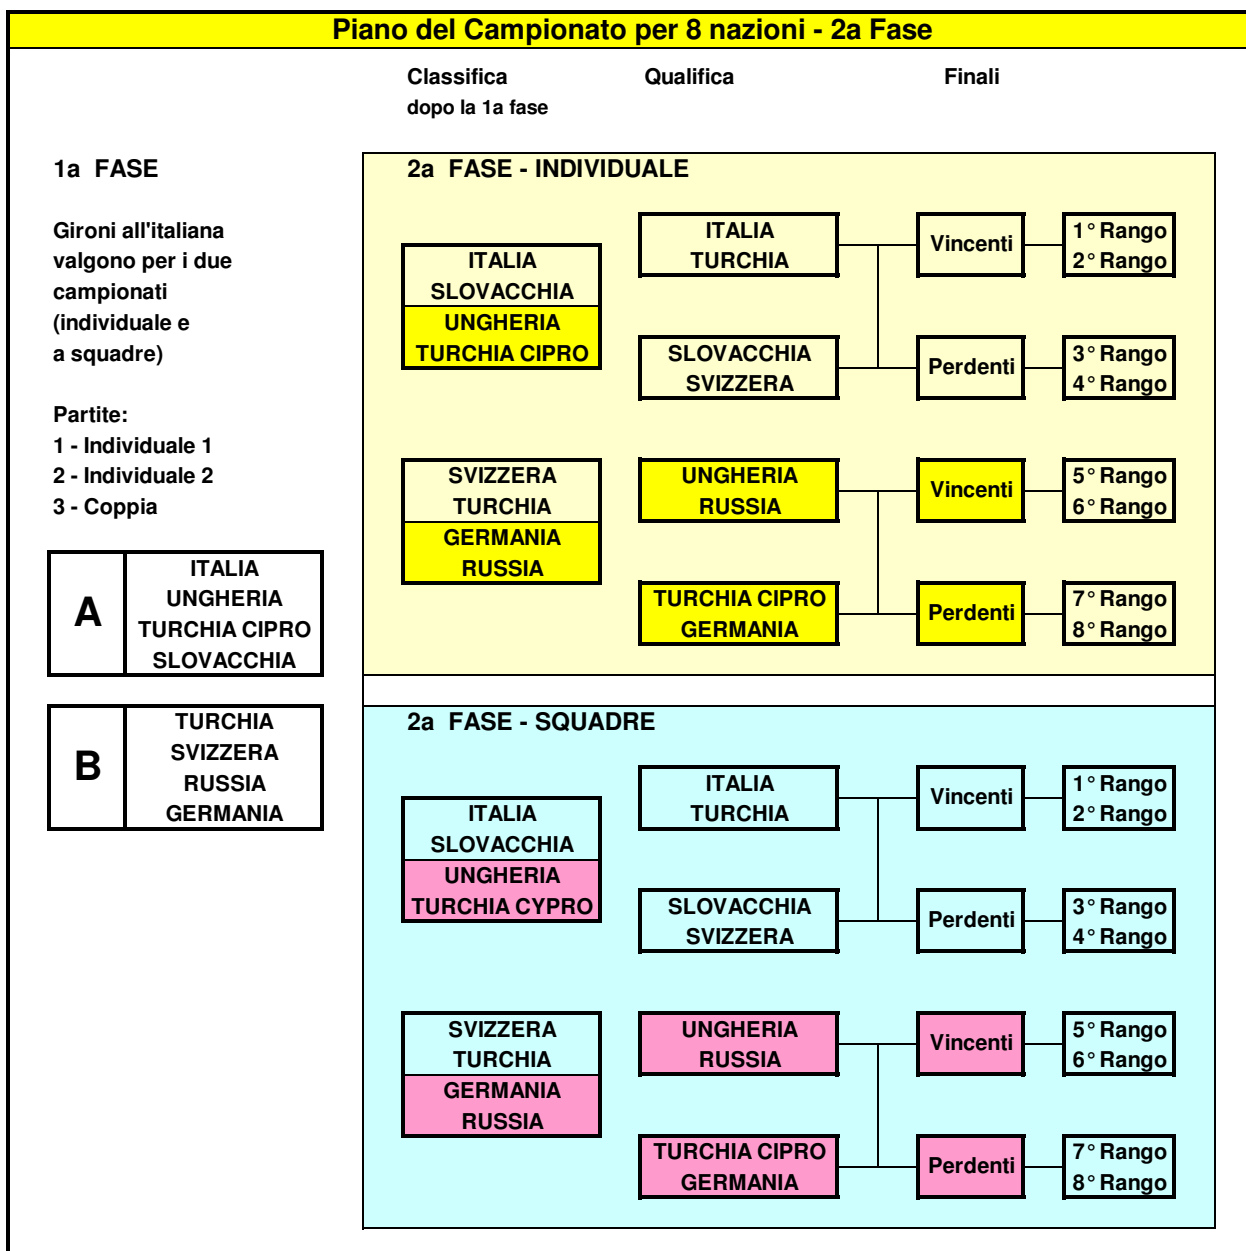 Piano del Campionato per 8 nazioni - 2a Fase
Classifica
dopo la 1a fase
Qualifica
Finali
1a FASE
Gironi all'italiana
valgono per i due
campionati
(individuale e
a squadre)
Partite:
1 - Individuale 1
2 - Individuale 2
3 - Coppia
A
ITALIA
UNGHERIA
TURCHIA CIPRO
SLOVACCHIA
B
TURCHIA
SVIZZERA
RUSSIA
GERMANIA
2a FASE - INDIVIDUALE
ITALIA
SLOVACCHIA
UNGHERIA
TURCHIA CIPRO
SVIZZERA
TURCHIA
GERMANIA
RUSSIA
ITALIA
TURCHIA
SLOVACCHIA
SVIZZERA
UNGHERIA
RUSSIA
TURCHIA CIPRO
GERMANIA
Vincenti
Perdenti
Vincenti
Perdenti
1° Rango
2° Rango
3° Rango
4° Rango
5° Rango
6° Rango
7° Rango
8° Rango
2a FASE - SQUADRE
ITALIA
SLOVACCHIA
UNGHERIA
TURCHIA CYPRO
SVIZZERA
TURCHIA
GERMANIA
RUSSIA
ITALIA
TURCHIA
SLOVACCHIA
SVIZZERA
UNGHERIA
RUSSIA
TURCHIA CIPRO
GERMANIA
Vincenti
Perdenti
Vincenti
Perdenti
1° Rango
2° Rango
3° Rango
4° Rango
5° Rango
6° Rango
7° Rango
8° Rango